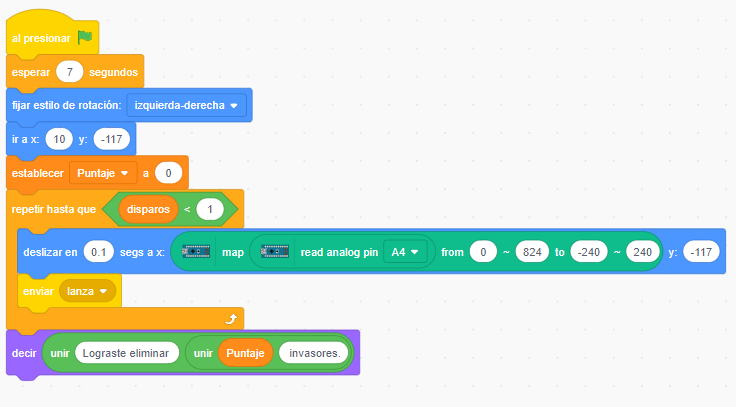 al presionar
esperar 7 segundos
fijar estilo de rotación: izquierda-derecha
ir a x: 10 y: -117
establecer Puntaje a 0
repetir hasta que disparos < 1
deslizar en 0.1 segs a x: map read analog pin A4 from 0 ~ 824 to -240 ~ 240 y: -117
enviar lanza
decir unir Lograste eliminar unir Puntaje invasores.